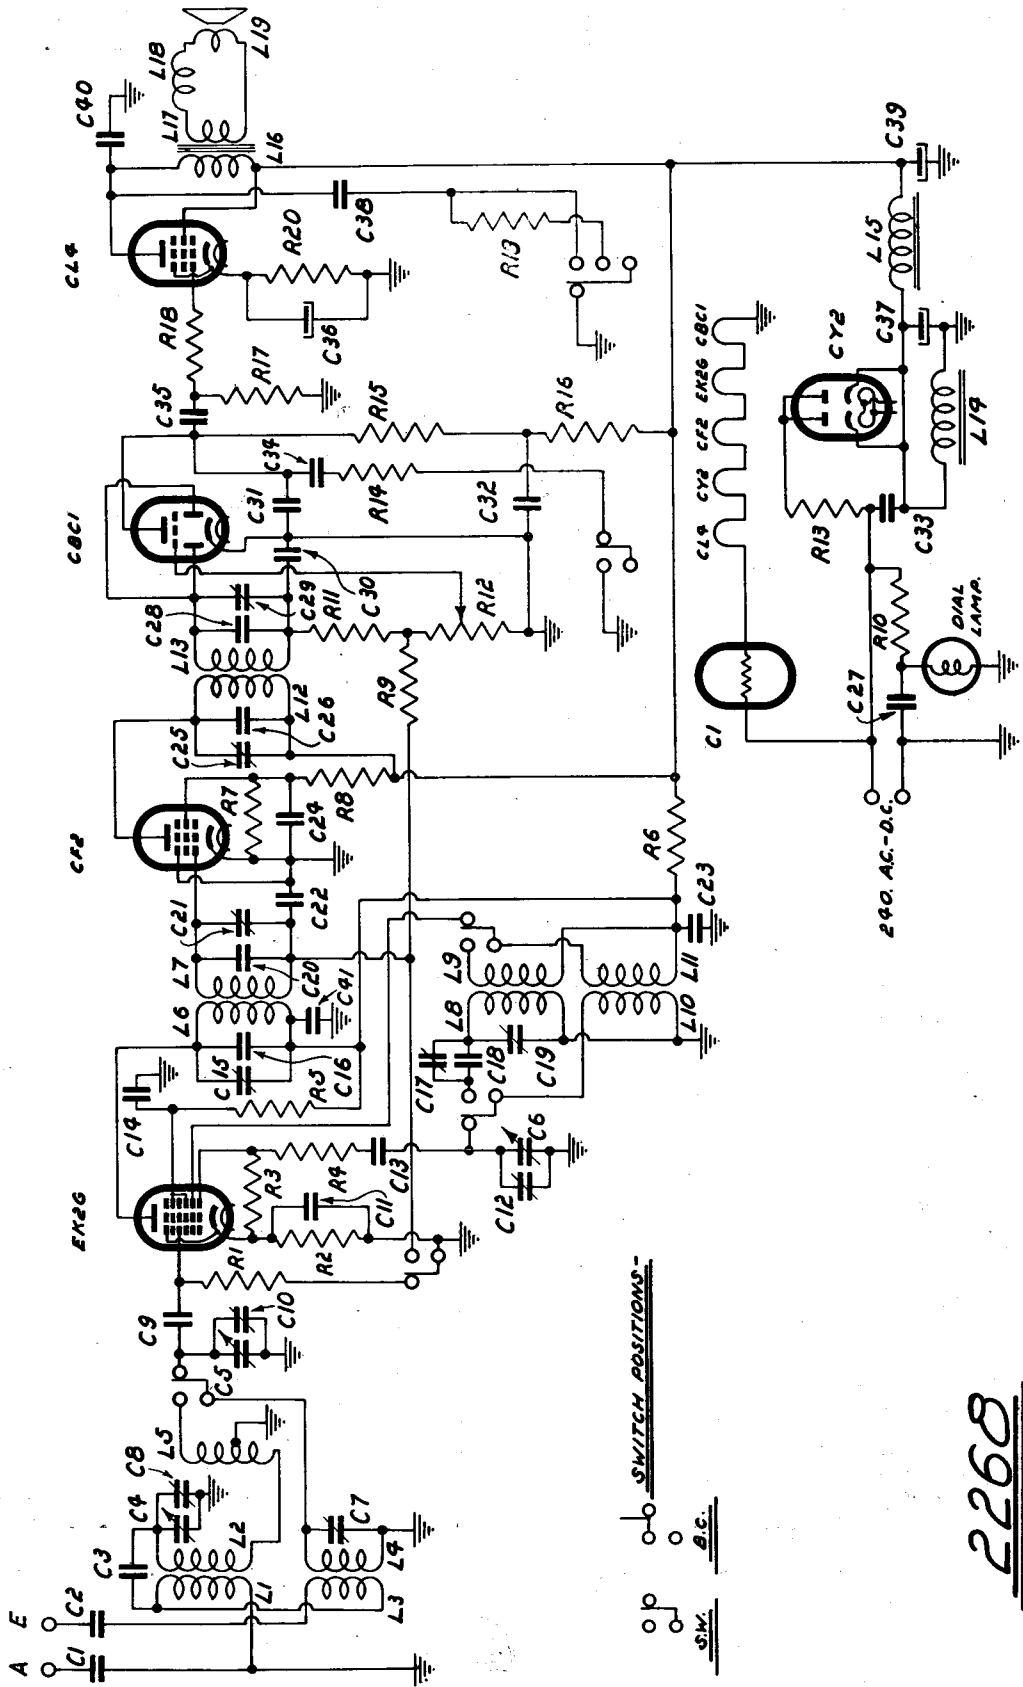 A
E
C1
C2
C3
C4
C8
L5
L2
L1
L3
L4
C7
C5
C9
C10
EK2G
R1
R3
R2
R4
C11
C13
C12
C6
C14
C15
R5
C16
L6
L7
C20
C41
C21
C22
C17
C18
C19
L8
L9
L10
L11
C23
R6
CF2
R7
C24
R8
C25
C26
L12
L13
C28
C29
R9
R11
C30
R12
CBC1
C31
C34
R14
C32
R15
R16
C35
R17
R18
CL4
R20
C36
C38
R19
C40
L16
L17
L18
L19
C1
CL4
CY2
CF2
EK2G
CBC1
240. A.C.-D.C.
C27
DIAL
LAMP.
R10
R13
C33
CY2
L14
C37
L15
C39
SWITCH POSITIONS-
S.W.
B.C.
2268